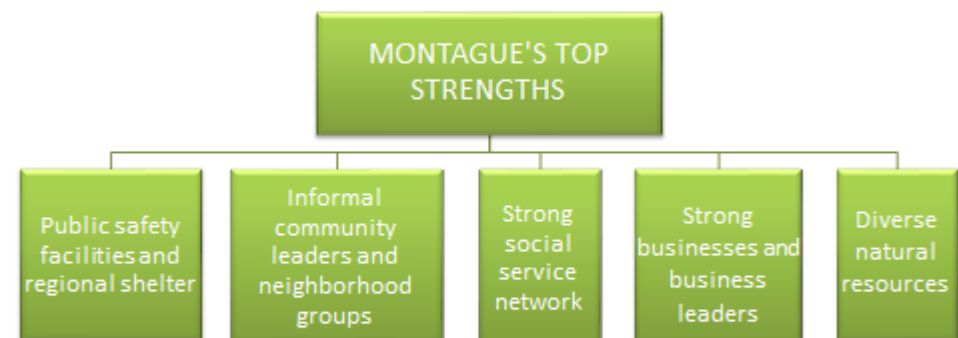 MONTAGUE'S TOP
STRENGTHS
Public safety
facilities and
regional shelter
Informal
community
leaders and
neighborhood
groups
Strong
social
service
network
Strong
businesses and
business
leaders
Diverse
natural
resources